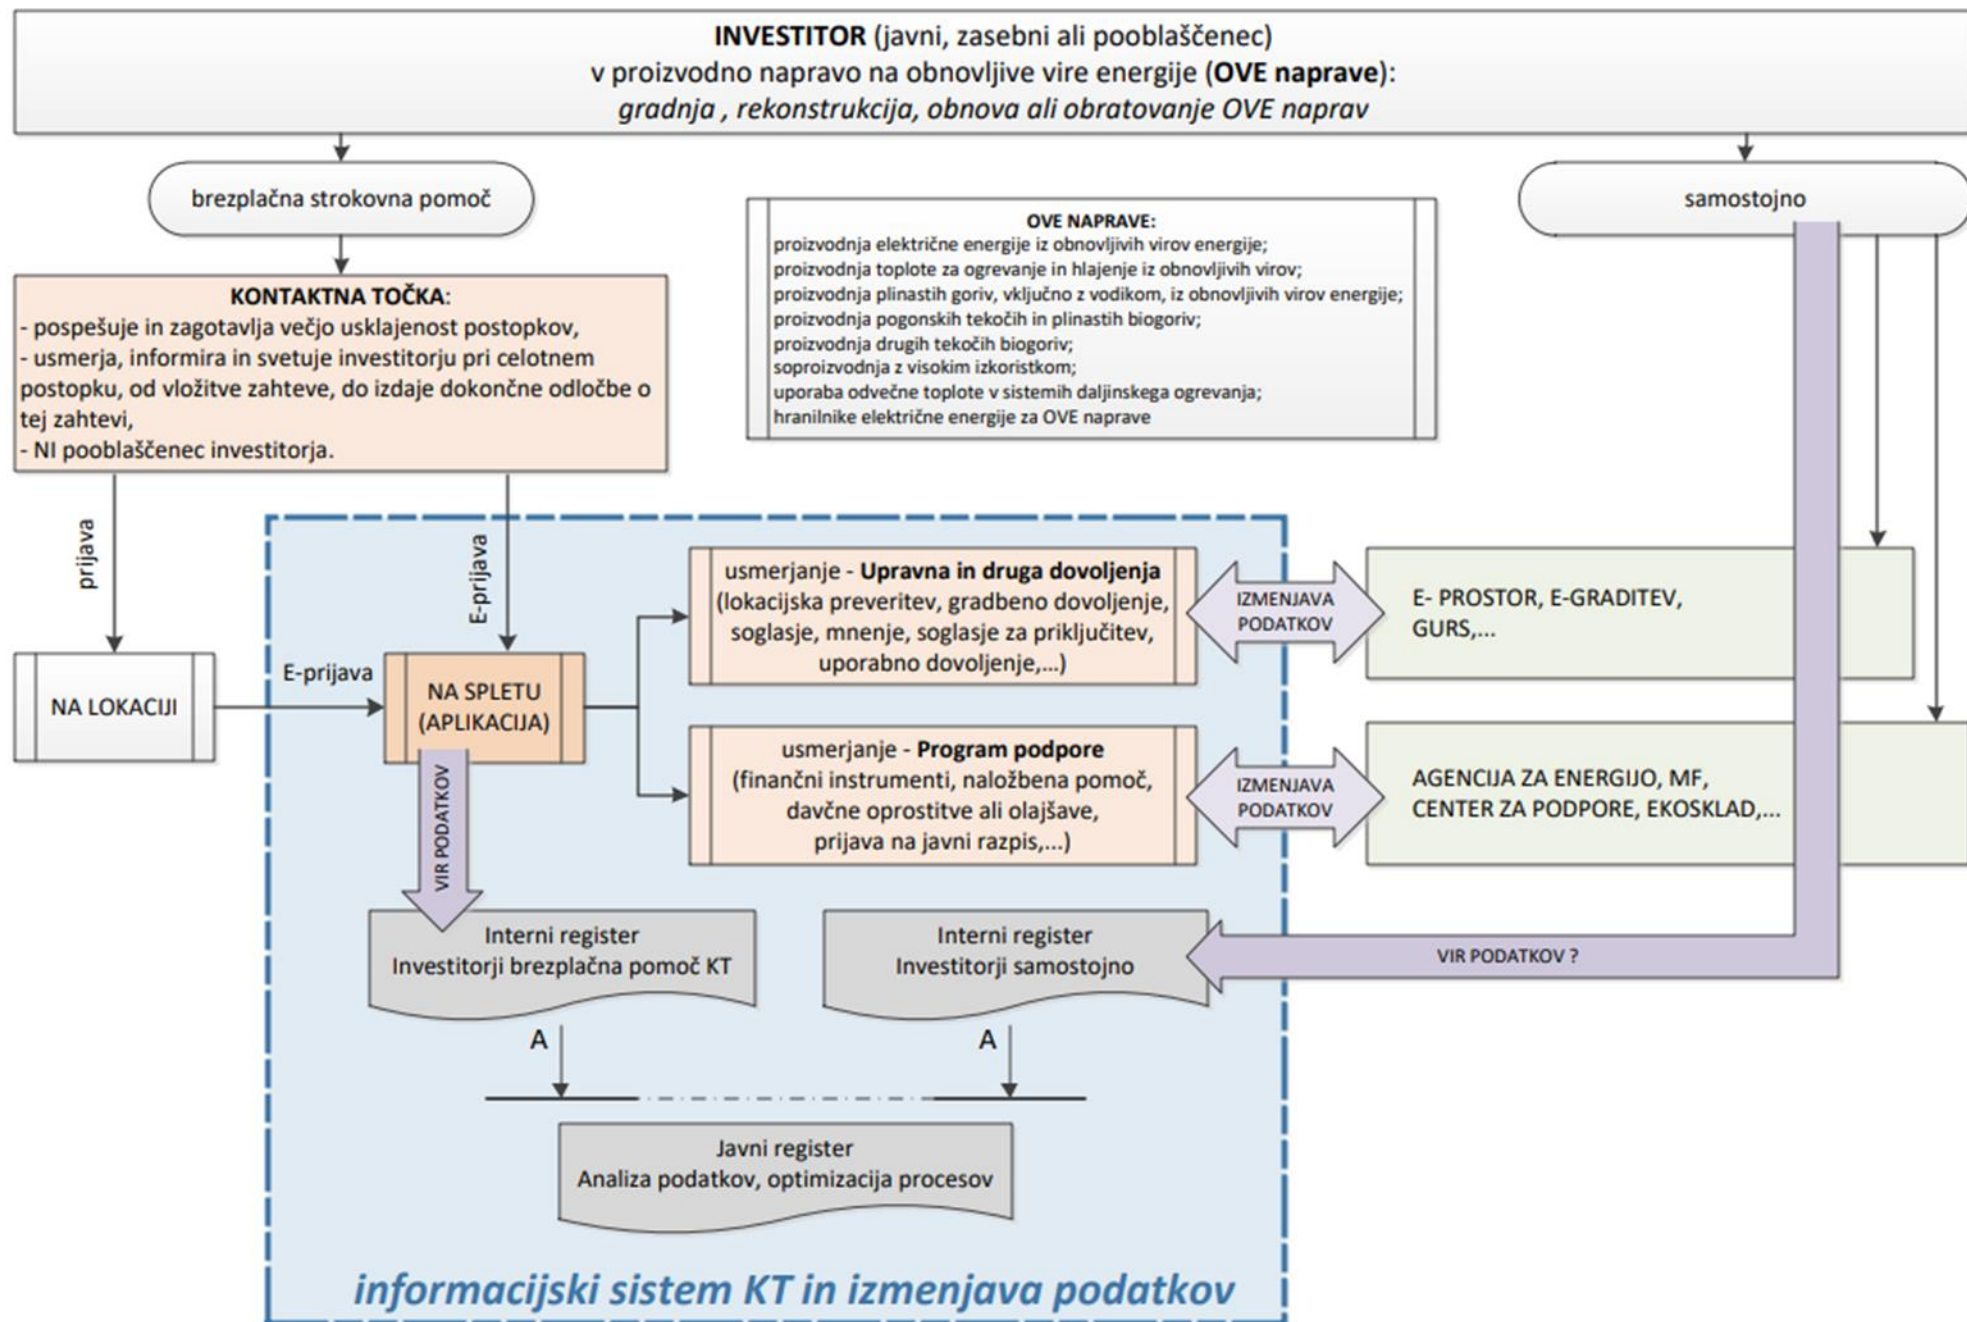 INVESTITOR (javni, zasebni ali pooblaščenec)
v proizvodno napravo na obnovljive vire energije (OVE naprave):
gradnja , rekonstrukcija, obnova ali obratovanje OVE naprav
brezplačna strokovna pomoč
samostojno
OVE NAPRAVE:
proizvodnja električne energije iz obnovljivih virov energije;
proizvodnja toplote za ogrevanje in hlajenje iz obnovljivih virov;
proizvodnja plinastih goriv, vključno z vodikom, iz obnovljivih virov energije;
proizvodnja pogonskih tekočih in plinastih biogoriv;
proizvodnja drugih tekočih biogoriv;
soproizvodnja z visokim izkoristkom;
uporaba odvečne toplote v sistemih daljinskega ogrevanja;
hranilnike električne energije za OVE naprave
KONTAKTNA TOČKA:
- pospešuje in zagotavlja večjo usklajenost postopkov,
- usmerja, informira in svetuje investitorju pri celotnem
postopku, od vložitve zahteve, do izdaje dokončne odločbe o
tej zahtevi,
- NI pooblaščenec investitorja.
prijava
E-prijava
NA LOKACIJI
E-prijava
NA SPLETU
(APLIKACIJA)
usmerjanje - Upravna in druga dovoljenja
(lokacijska preveritev, gradbeno dovoljenje,
soglasje, mnenje, soglasje za priključitev,
uporabno dovoljenje,...)
IZMENJAVA
PODATKOV
E- PROSTOR, E-GRADITEV,
GURS,...
usmerjanje - Program podpore
(finančni instrumenti, naložbena pomoč,
davčne oprostitve ali olajšave,
prijava na javni razpis,...)
IZMENJAVA
PODATKOV
AGENCIJA ZA ENERGIJO, MF,
CENTER ZA PODPORE, EKOSKLAD,...
VIR PODATKOV
Interni register
Investitorji brezplačna pomoč KT
Interni register
Investitorji samostojno
VIR PODATKOV ?
A
A
Javni register
Analiza podatkov, optimizacija procesov
informacijski sistem KT in izmenjava podatkov